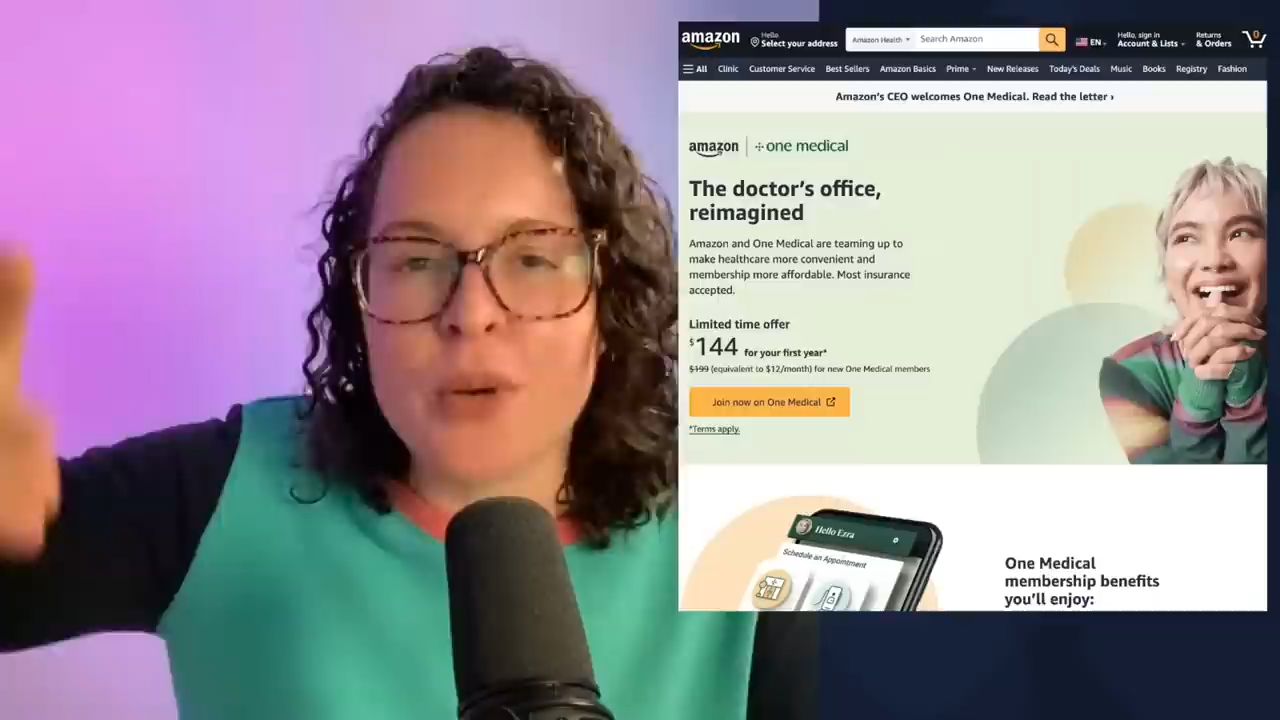 amazon
Hello
Select your address
Amazon Health
Search Amazon
EN
Hello, sign in
Account & Lists
Returns
& Orders
0
All
Clinic
Customer Service
Best Sellers
Amazon Basics
Prime
New Releases
Today's Deals
Music
Books
Registry
Fashion
Amazon's CEO welcomes One Medical. Read the letter ›
amazon | one medical
The doctor's office,
reimagined
Amazon and One Medical are teaming up to
make healthcare more convenient and
membership more affordable. Most insurance
accepted.
Limited time offer
$144 for your first year*
$199 (equivalent to $12/month) for new One Medical members
Join now on One Medical
*Terms apply.
Hello Ezra
Schedule an Appointment
One Medical
membership benefits
you'll enjoy: